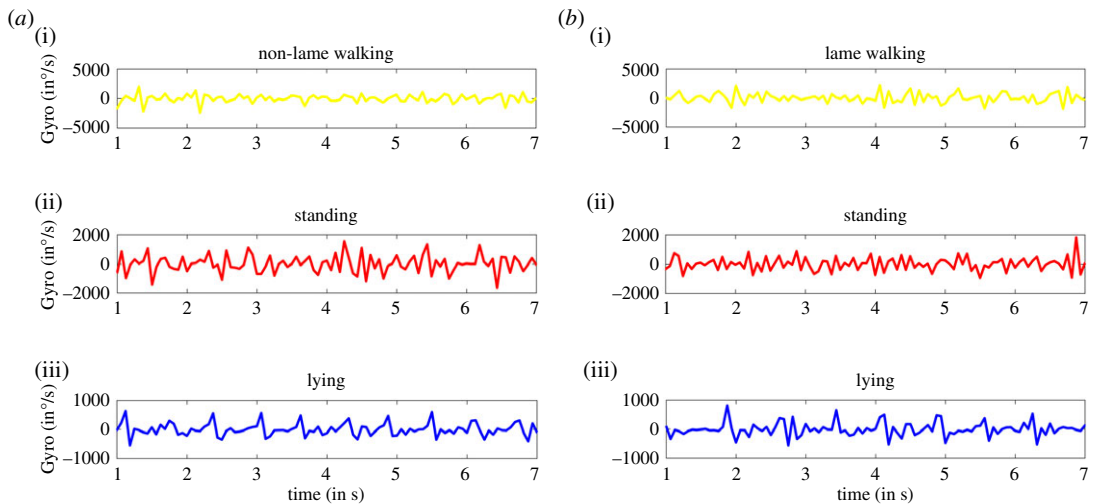 (a)
(i)
non-lame walking
Gyro (in°/s)
5000
0
–5000
1 2 3 4 5 6 7
(ii)
standing
Gyro (in°/s)
2000
0
–2000
1 2 3 4 5 6 7
(iii)
lying
Gyro (in°/s)
1000
0
–1000
1 2 3 4 5 6 7
time (in s)
(b)
(i)
lame walking
5000
0
–5000
1 2 3 4 5 6 7
(ii)
standing
2000
0
–2000
1 2 3 4 5 6 7
(iii)
lying
1000
0
–1000
1 2 3 4 5 6 7
time (in s)